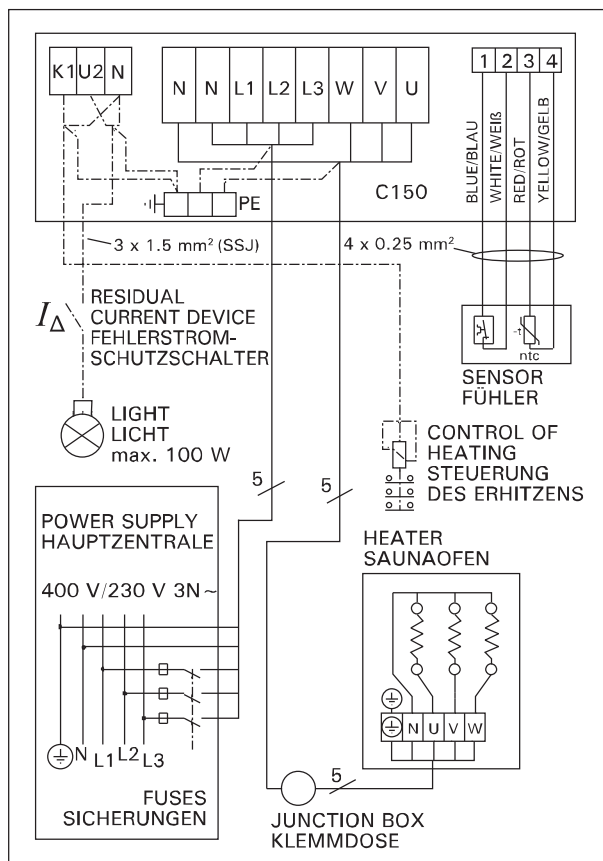 K1 U2 N
N N L1 L2 L3 W V U
1 2 3 4
BLUE/BLAU
WHITE/WEIß
RED/ROT
YELLOW/GELB
PE
C150
3 x 1.5 mm² (SSJ)
4 x 0.25 mm²
IΔ
RESIDUAL
CURRENT DEVICE
FEHLERSTROM-
SCHUTZSCHALTER
-t
ntc
SENSOR
FÜHLER
LIGHT
LICHT
max. 100 W
CONTROL OF
HEATING
STEUERUNG
DES ERHITZENS
5
5
POWER SUPPLY
HAUPTZENTRALE
400 V/230 V 3N ~
HEATER
SAUNAOFEN
N U V W
N L1 L2 L3
FUSES
SICHERUNGEN
5
JUNCTION BOX
KLEMMDOSE